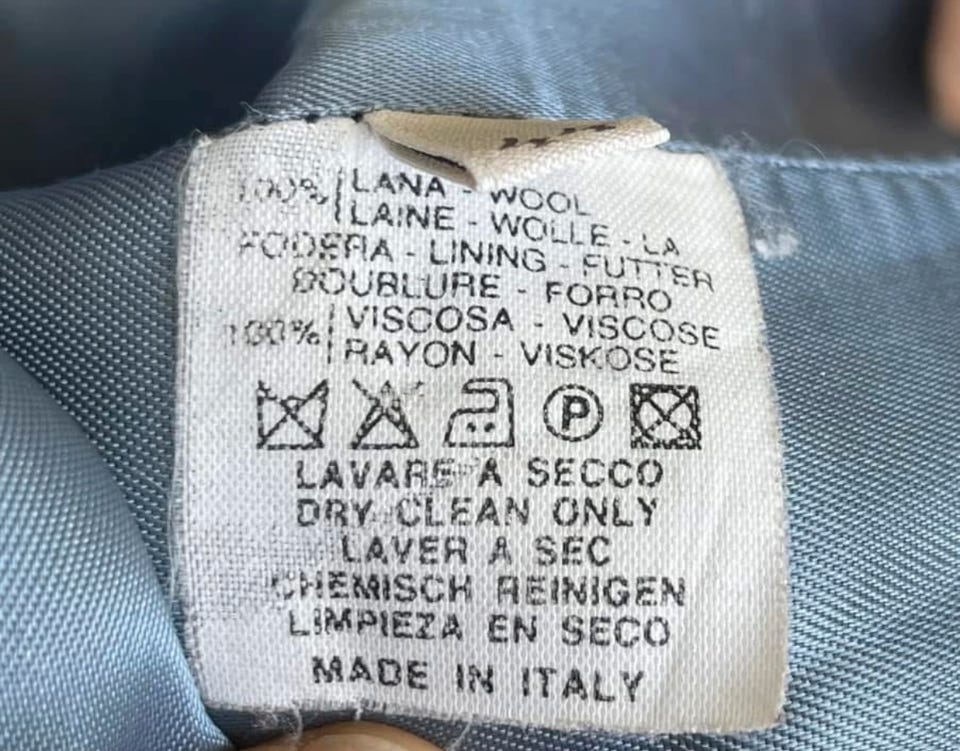 100% LANA - WOOL
LAINE - WOLLE - LA
FODERA - LINING - FUTTER
DOUBLURE - FORRO
100% VISCOSA - VISCOSE
RAYON - VISKOSE
P
LAVARE A SECCO
DRY CLEAN ONLY
LAVER A SEC
CHEMISCH REINIGEN
LIMPIEZA EN SECO
MADE IN ITALY